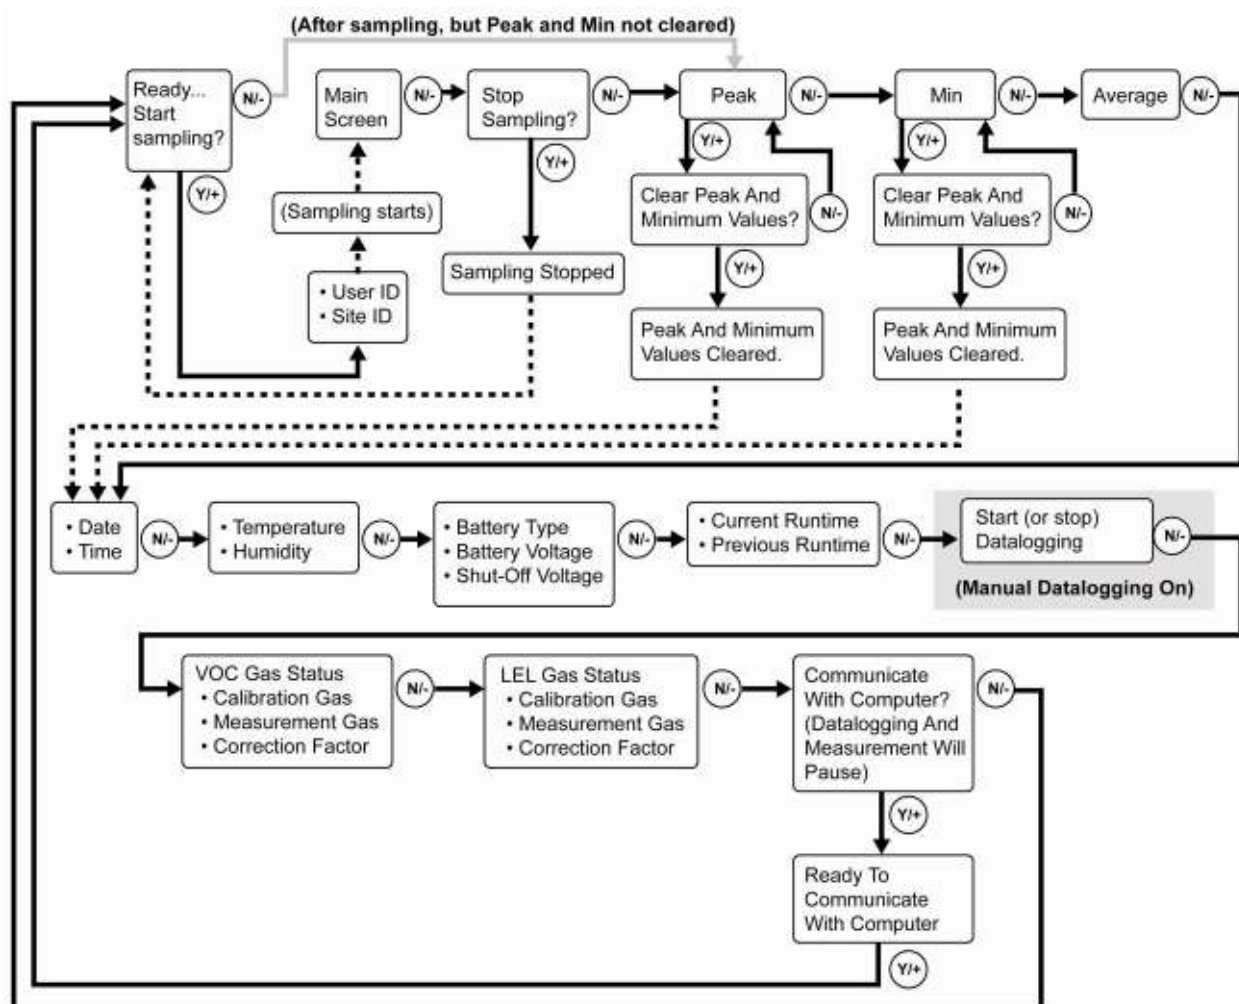 (After sampling, but Peak and Min not cleared)
Ready...
Start
sampling?
N/-
Main
Screen
N/-
Stop
Sampling?
N/-
Peak
N/-
Min
N/-
Average
N/-
Y/+
Y/+
Y/+
Y/+
(Sampling starts)
Clear Peak And
Minimum Values?
N/-
Clear Peak And
Minimum Values?
N/-
• User ID
• Site ID
Sampling Stopped
Y/+
Y/+
Peak And Minimum
Values Cleared.
Peak And Minimum
Values Cleared.
• Date
• Time
N/-
• Temperature
• Humidity
N/-
• Battery Type
• Battery Voltage
• Shut-Off Voltage
N/-
• Current Runtime
• Previous Runtime
N/-
Start (or stop)
Datalogging
N/-
(Manual Datalogging On)
VOC Gas Status
• Calibration Gas
• Measurement Gas
• Correction Factor
N/-
LEL Gas Status
• Calibration Gas
• Measurement Gas
• Correction Factor
N/-
Communicate
With Computer?
(Datalogging And
Measurement Will
Pause)
N/-
Y/+
Ready To
Communicate
With Computer
Y/+